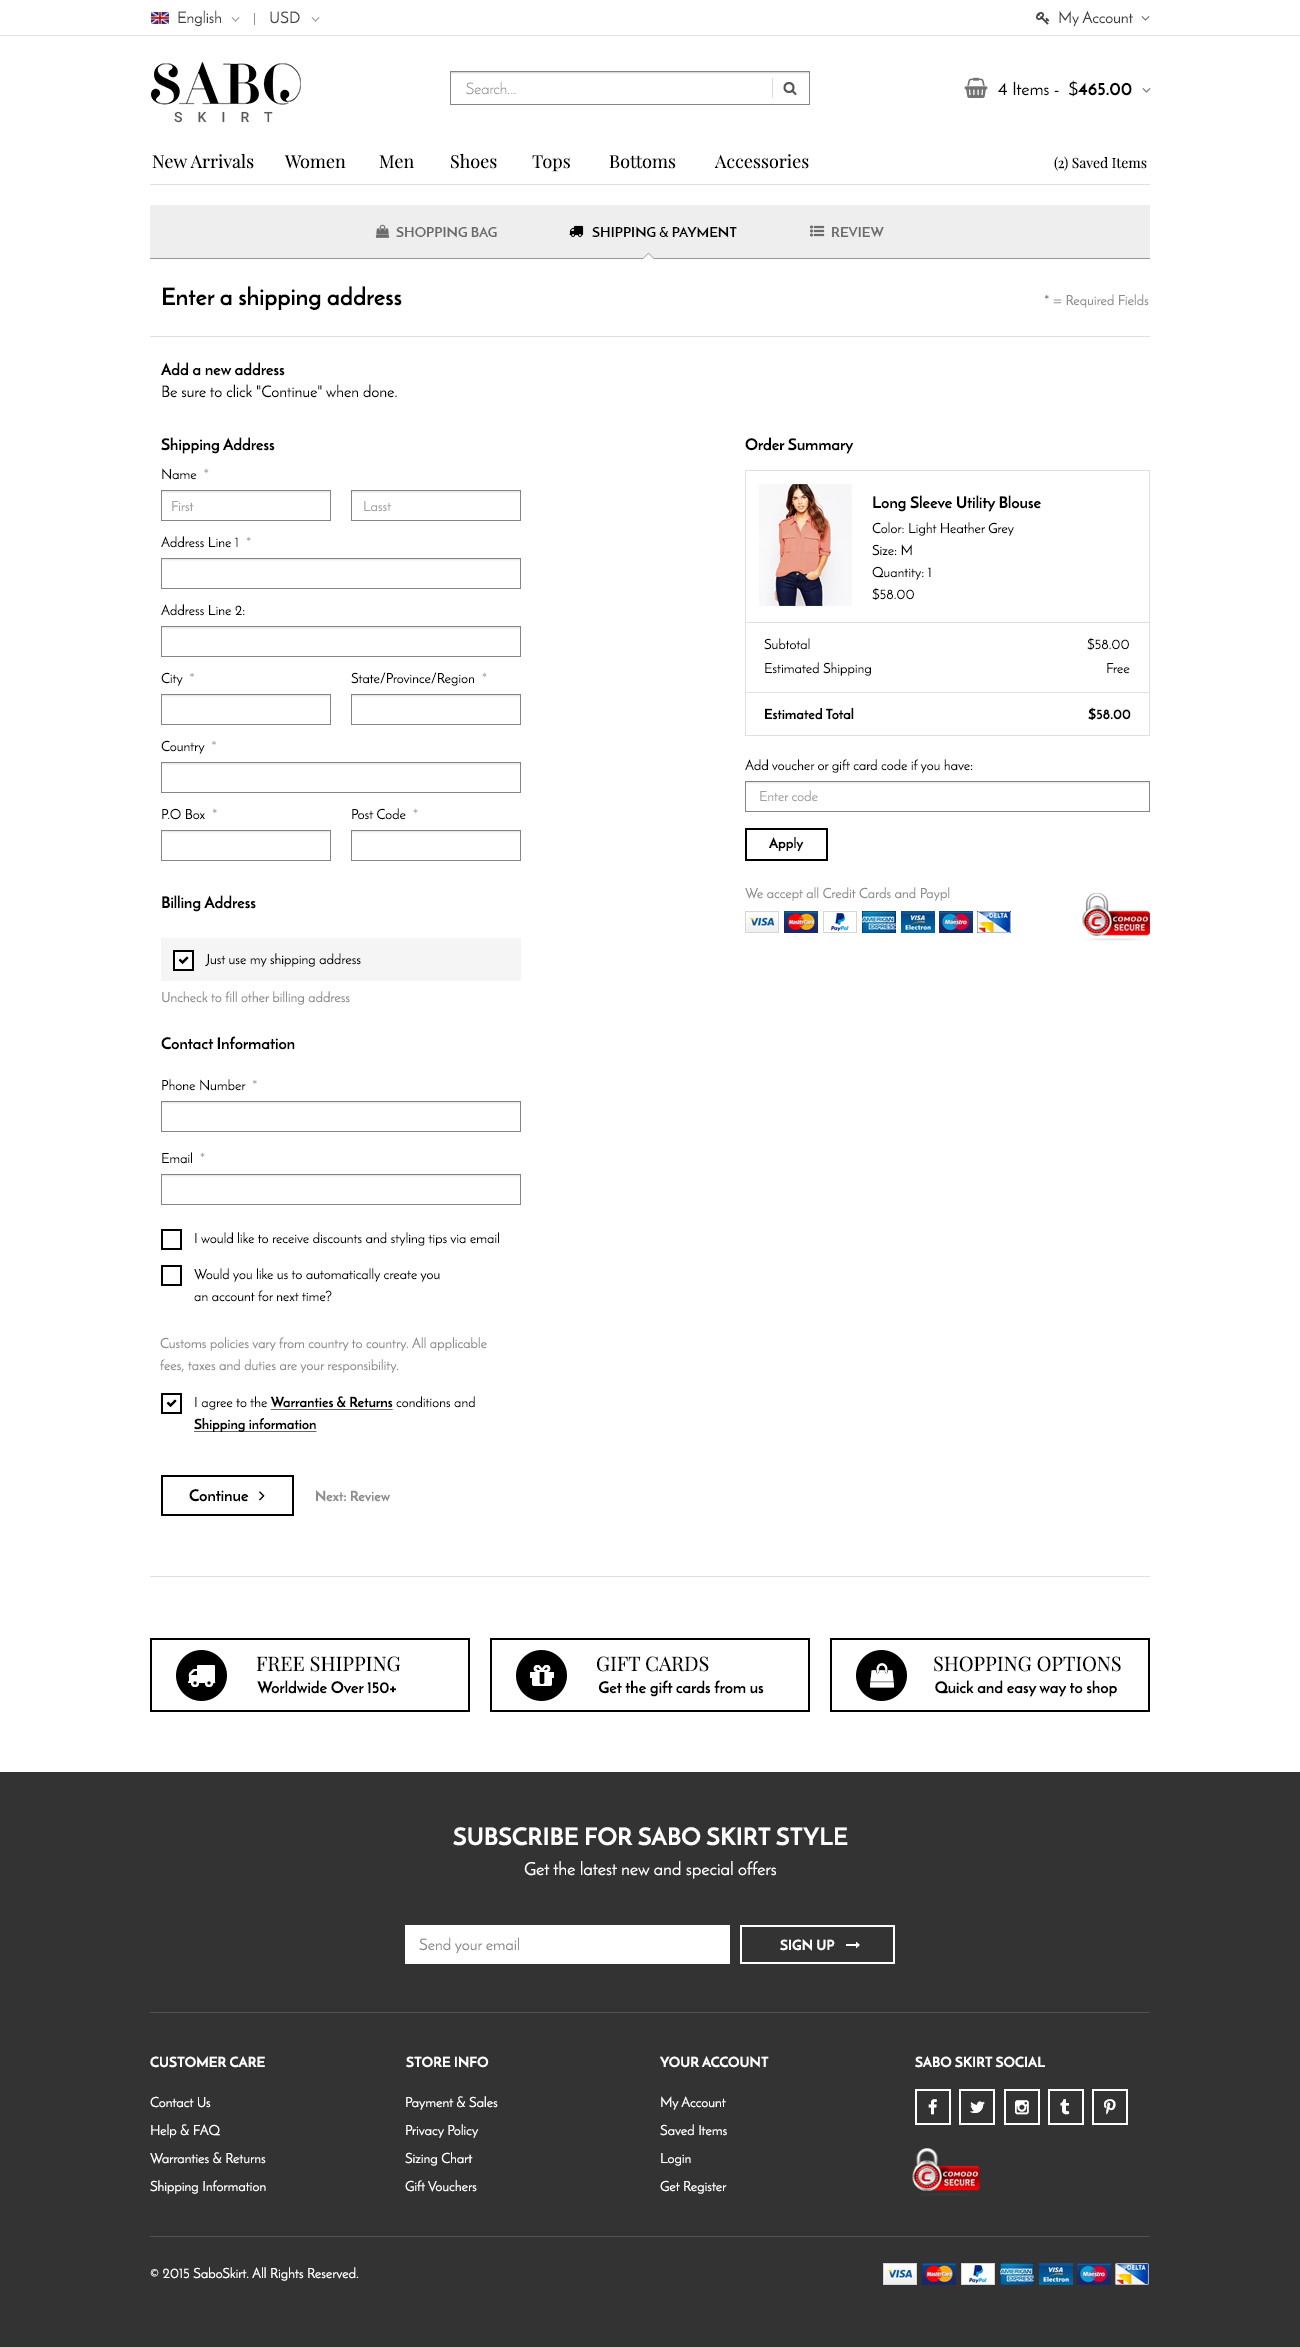 English
USD
My Account
SABO
SKIRT
Search...
4 Items - $465.00
New Arrivals
Women
Men
Shoes
Tops
Bottoms
Accessories
(2) Saved Items
SHOPPING BAG
SHIPPING & PAYMENT
REVIEW
Enter a shipping address
* = Required Fields
Add a new address
Be sure to click "Continue" when done.
Shipping Address
Name *
First
Lasst
Address Line 1 *
Address Line 2:
City *
State/Province/Region *
Country *
P.O Box *
Post Code *
Billing Address
Just use my shipping address
Uncheck to fill other billing address
Contact Information
Phone Number *
Email *
I would like to receive discounts and styling tips via email
Would you like us to automatically create you
an account for next time?
Customs policies vary from country to country. All applicable
fees, taxes and duties are your responsibility.
I agree to the Warranties & Returns conditions and
Shipping information
Continue
Next: Review
Order Summary
Long Sleeve Utility Blouse
Color: Light Heather Grey
Size: M
Quantity: 1
$58.00
Subtotal $58.00
Estimated Shipping Free
Estimated Total $58.00
Add voucher or gift card code if you have:
Enter code
Apply
We accept all Credit Cards and Paypl
VISA
MasterCard
PayPal
AMERICAN EXPRESS
VISA Electron
Maestro
DELTA
COMODO
SECURE
FREE SHIPPING
Worldwide Over 150+
GIFT CARDS
Get the gift cards from us
SHOPPING OPTIONS
Quick and easy way to shop
SUBSCRIBE FOR SABO SKIRT STYLE
Get the latest new and special offers
Send your email
SIGN UP
CUSTOMER CARE
Contact Us
Help & FAQ
Warranties & Returns
Shipping Information
STORE INFO
Payment & Sales
Privacy Policy
Sizing Chart
Gift Vouchers
YOUR ACCOUNT
My Account
Saved Items
Login
Get Register
SABO SKIRT SOCIAL
COMODO
SECURE
© 2015 SaboSkirt. All Rights Reserved.
VISA
MasterCard
PayPal
AMERICAN EXPRESS
VISA Electron
Maestro
DELTA